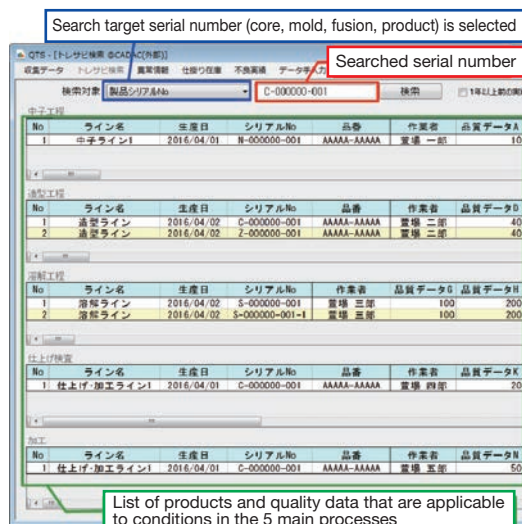 Search target serial number (core, mold, fusion, product) is selected
QTS - [トレサビ検索 @CADAC(外部)]
Searched serial number
収集データ トレサビ検索 異常情報 仕掛り在庫 不良実績 データ手入力
検索対象 製品シリアルNo C-000000-001 検索 1年以上前の実
中子工程
No ライン名 生産日 シリアルNo 品番 作業者 品質データA
1 中子ライン1 2016/04/01 N-000000-001 AAAAA-AAAAA 萱場 一郎 10
造型工程
No ライン名 生産日 シリアルNo 品番 作業者 品質データD
1 造型ライン 2016/04/02 C-000000-001 AAAAA-AAAAA 萱場 二郎 40
2 造型ライン 2016/04/02 Z-000000-001 AAAAA-AAAAA 萱場 二郎 40
溶解工程
No ライン名 生産日 シリアルNo 作業者 品質データG 品質データH
1 溶解ライン 2016/04/02 S-000000-001 萱場 三郎 100 200
2 溶解ライン 2016/04/02 S-000000-001-1 萱場 三郎 100 200
仕上げ検査
No ライン名 生産日 シリアルNo 品番 作業者 品質データK
1 仕上げ・加工ライン1 2016/04/01 C-000000-001 AAAAA-AAAAA 萱場 四郎 20
加工
No ライン名 生産日 シリアルNo 品番 作業者 品質データN
1 仕上げ・加工ライン1 2016/04/01 C-000000-001 AAAAA-AAAAA 萱場 五郎 50
List of products and quality data that are applicable
to conditions in the 5 main processes